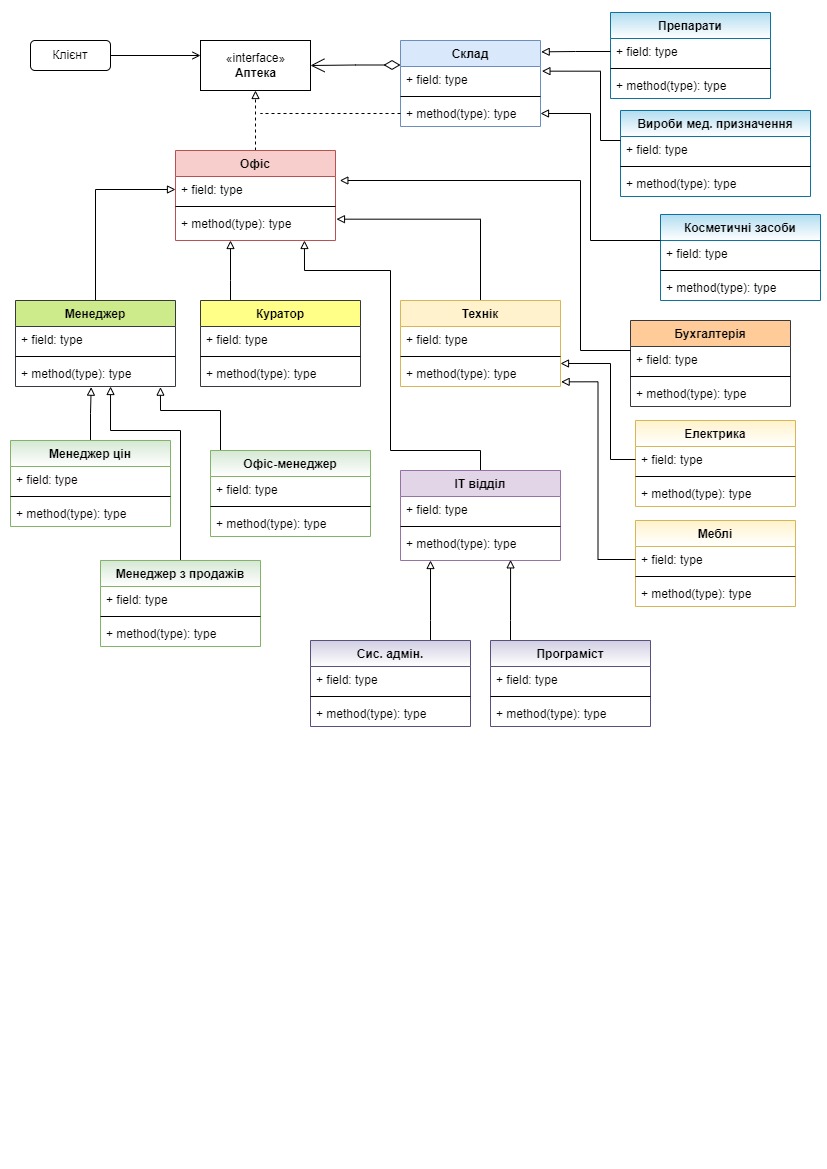 Клієнт
«interface»
Аптека
Склад
+ field: type
+ method(type): type
Препарати
+ field: type
+ method(type): type
Вироби мед. призначення
+ field: type
+ method(type): type
Офіс
+ field: type
+ method(type): type
Косметичні засоби
+ field: type
+ method(type): type
Менеджер
+ field: type
+ method(type): type
Куратор
+ field: type
+ method(type): type
Технік
+ field: type
+ method(type): type
Бухгалтерія
+ field: type
+ method(type): type
Менеджер цін
+ field: type
+ method(type): type
Офіс-менеджер
+ field: type
+ method(type): type
ІТ відділ
+ field: type
+ method(type): type
Електрика
+ field: type
+ method(type): type
Меблі
+ field: type
+ method(type): type
Менеджер з продажів
+ field: type
+ method(type): type
Сис. адмін.
+ field: type
+ method(type): type
Програміст
+ field: type
+ method(type): type